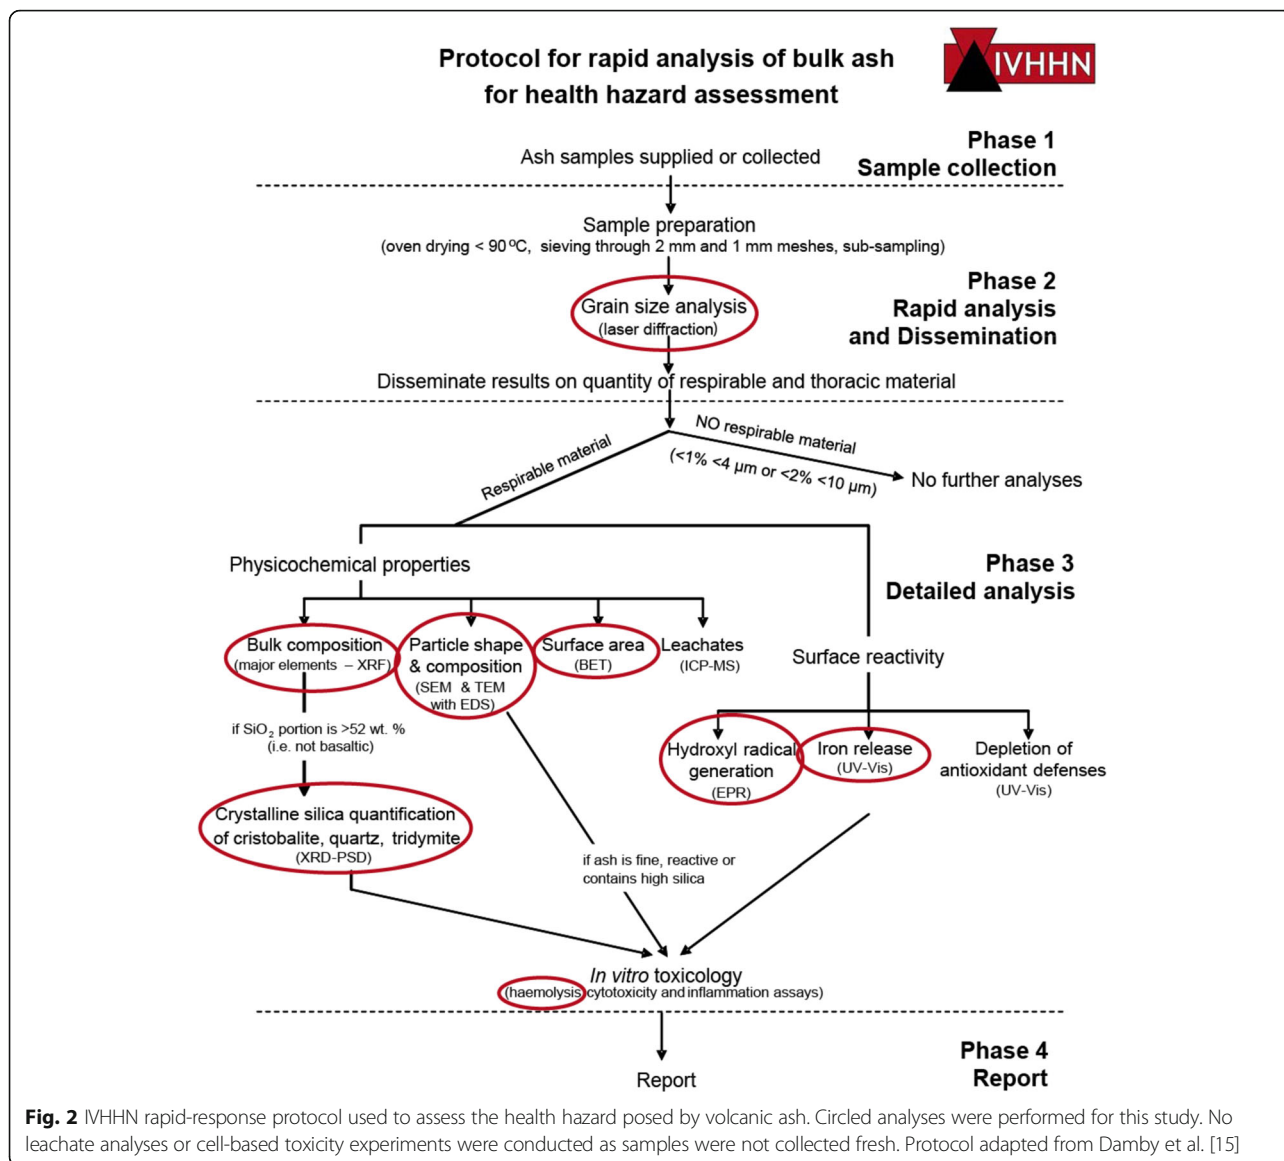 Protocol for rapid analysis of bulk ash
for health hazard assessment
IVHHN
Phase 1
Sample collection
Ash samples supplied or collected
Sample preparation
(oven drying < 90 ºC, sieving through 2 mm and 1 mm meshes, sub-sampling)
Phase 2
Rapid analysis
and Dissemination
Grain size analysis
(laser diffraction)
Disseminate results on quantity of respirable and thoracic material
Respirable material
NO respirable material
(<1% <4 µm or <2% <10 µm)
No further analyses
Phase 3
Detailed analysis
Physicochemical properties
Bulk composition
(major elements – XRF)
Particle shape
& composition
(SEM & TEM
with EDS)
Surface area
(BET)
Leachates
(ICP-MS)
Surface reactivity
if SiO₂ portion is >52 wt. %
(i.e. not basaltic)
Hydroxyl radical
generation
(EPR)
Iron release
(UV-Vis)
Depletion of
antioxidant defenses
(UV-Vis)
Crystalline silica quantification
of cristobalite, quartz, tridymite
(XRD-PSD)
if ash is fine, reactive or
contains high silica
In vitro toxicology
(haemolysis cytotoxicity and inflammation assays)
Phase 4
Report
Report
Fig. 2 IVHHN rapid-response protocol used to assess the health hazard posed by volcanic ash. Circled analyses were performed for this study. No
leachate analyses or cell-based toxicity experiments were conducted as samples were not collected fresh. Protocol adapted from Damby et al. [15]